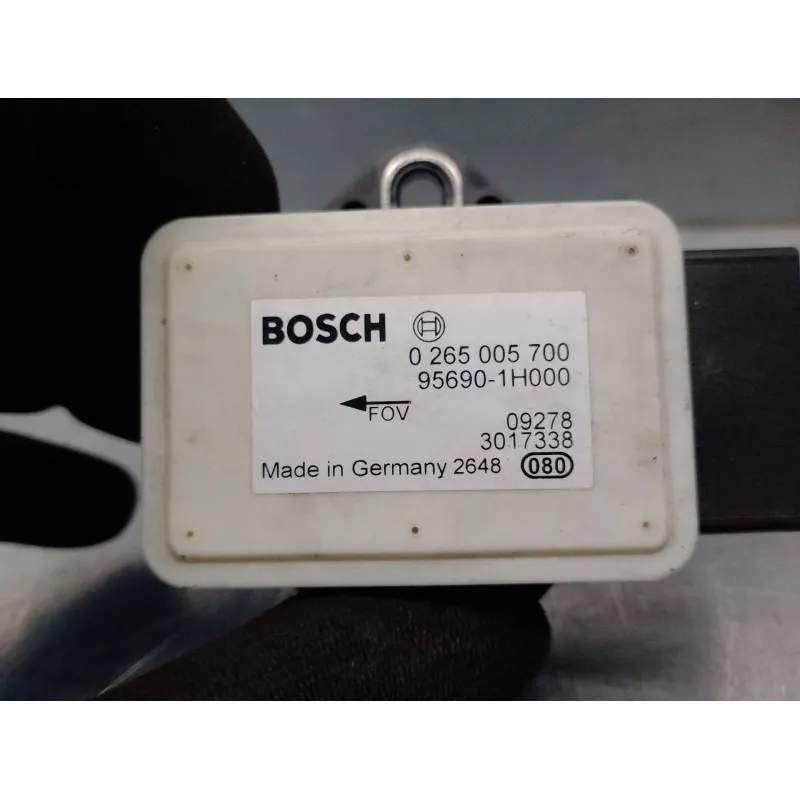 BOSCH
0 265 005 700
95690-1H000
FOV
09278
3017338
Made in Germany 2648 080